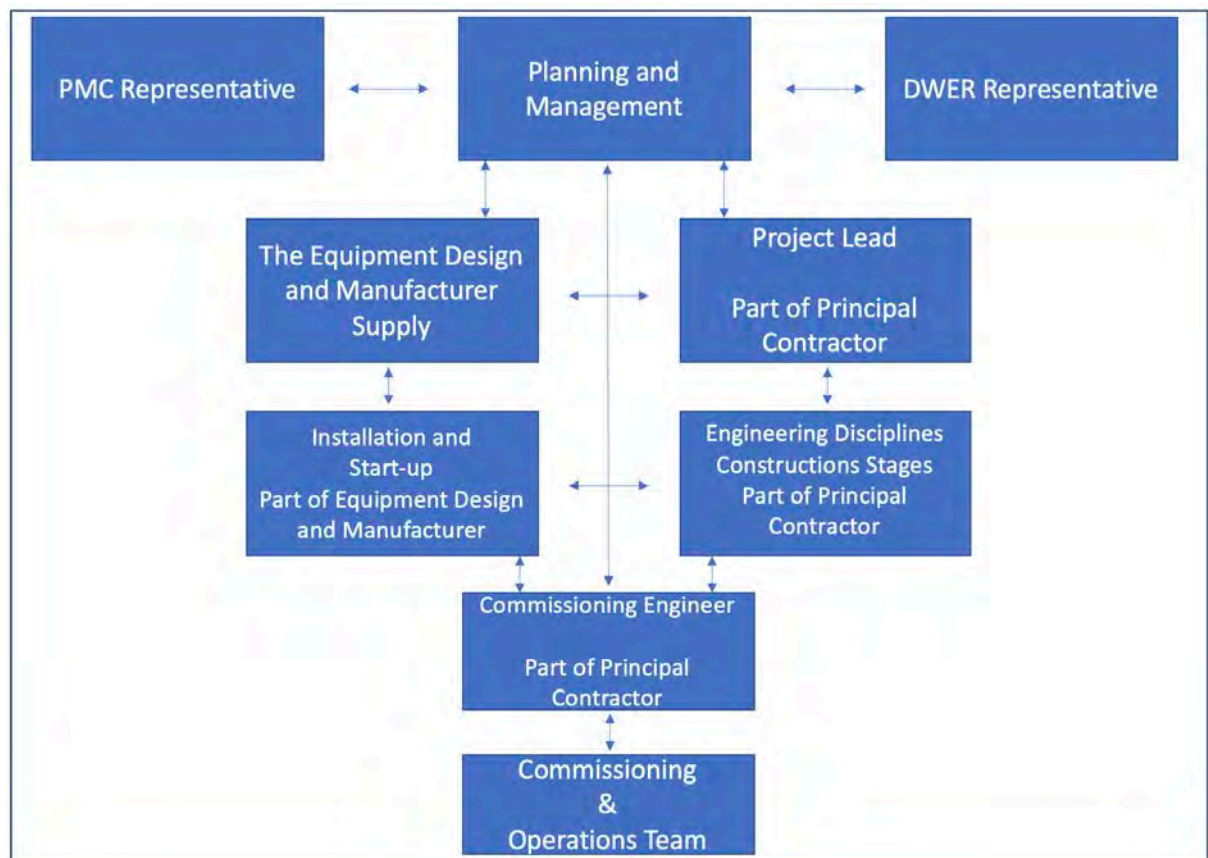 PMC Representative
Planning and
Management
DWER Representative
The Equipment Design
and Manufacturer
Supply
Project Lead
Part of Principal
Contractor
Installation and
Start-up
Part of Equipment Design
and Manufacturer
Engineering Disciplines
Constructions Stages
Part of Principal
Contractor
Commissioning Engineer
Part of Principal
Contractor
Commissioning
&
Operations Team